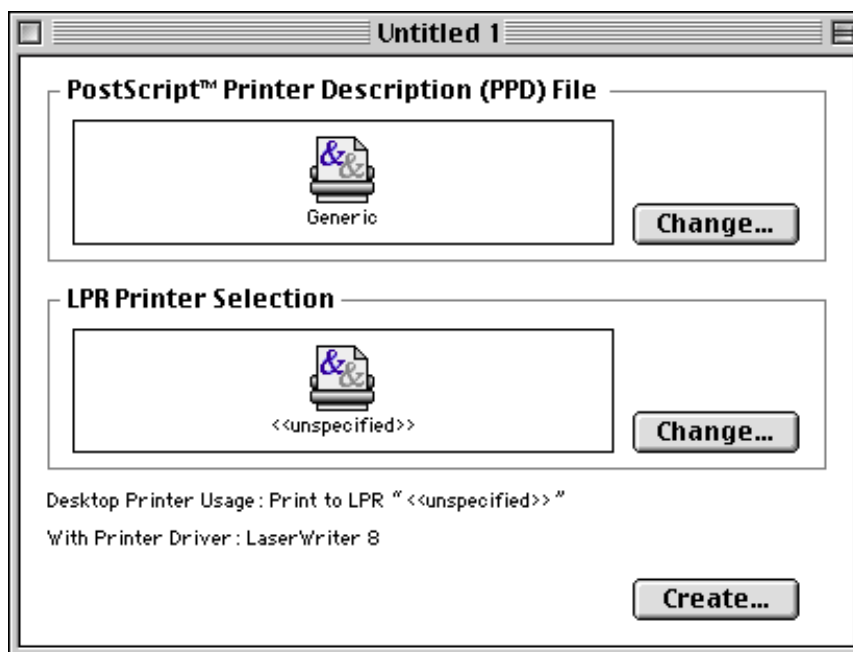 Untitled 1
PostScript™ Printer Description (PPD) File
Generic
Change...
LPR Printer Selection
<<unspecified>>
Change...
Desktop Printer Usage : Print to LPR “<<unspecified>>”
With Printer Driver : LaserWriter 8
Create...